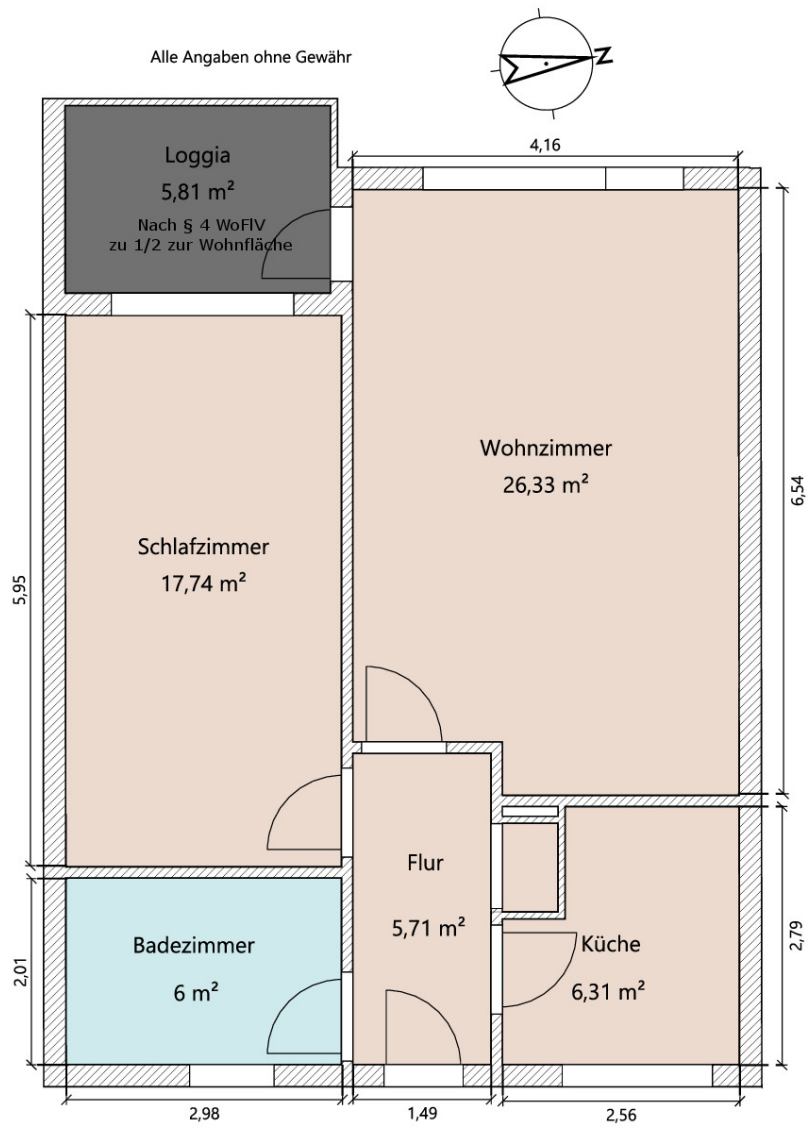 Alle Angaben ohne Gewähr
N
4,16
Loggia
5,81 m²
Nach § 4 WoFlV
zu 1/2 zur Wohnfläche
Wohnzimmer
26,33 m²
6,54
Schlafzimmer
17,74 m²
5,95
Flur
5,71 m²
Badezimmer
6 m²
2,01
Küche
6,31 m²
2,79
2,98
1,49
2,56